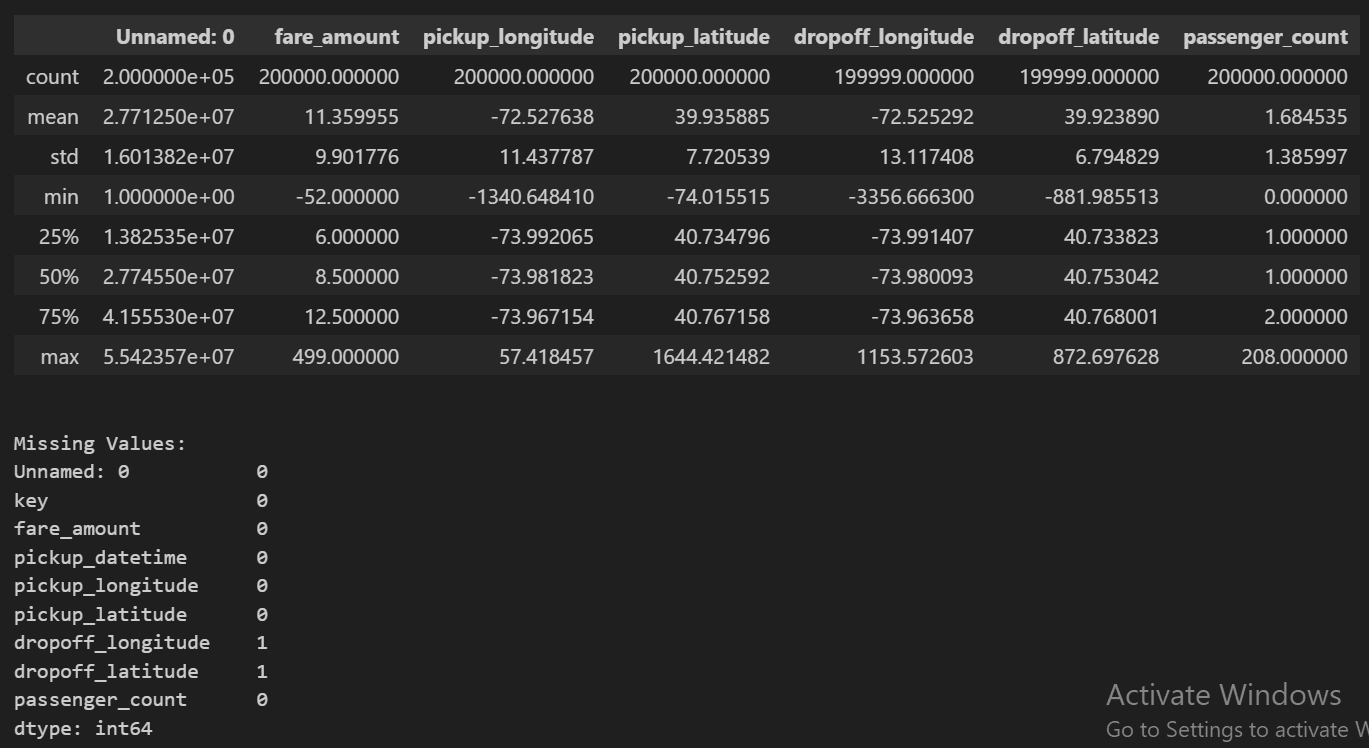 Unnamed: 0 fare_amount pickup_longitude pickup_latitude dropoff_longitude dropoff_latitude passenger_count
count 2.000000e+05 200000.000000 200000.000000 200000.000000 199999.000000 199999.000000 200000.000000
mean 2.771250e+07 11.359955 -72.527638 39.935885 -72.525292 39.923890 1.684535
std 1.601382e+07 9.901776 11.437787 7.720539 13.117408 6.794829 1.385997
min 1.000000e+00 -52.000000 -1340.648410 -74.015515 -3356.666300 -881.985513 0.000000
25% 1.382535e+07 6.000000 -73.992065 40.734796 -73.991407 40.733823 1.000000
50% 2.774550e+07 8.500000 -73.981823 40.752592 -73.980093 40.753042 1.000000
75% 4.155530e+07 12.500000 -73.967154 40.767158 -73.963658 40.768001 2.000000
max 5.542357e+07 499.000000 57.418457 1644.421482 1153.572603 872.697628 208.000000
Missing Values:
Unnamed: 0 0
key 0
fare_amount 0
pickup_datetime 0
pickup_longitude 0
pickup_latitude 0
dropoff_longitude 1
dropoff_latitude 1
passenger_count 0
dtype: int64
Activate Windows
Go to Settings to activate W